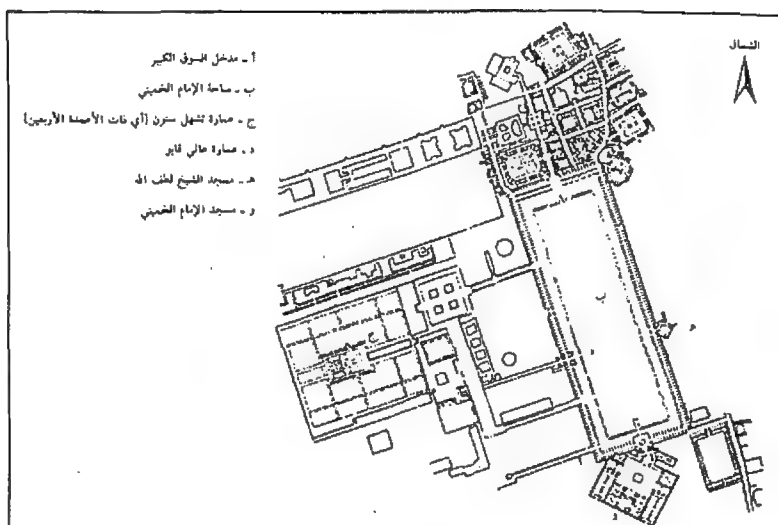 الشمال
أ ـ مدخل السوق الكبير
ب ـ ساحة الإمام الخميني
ج ـ عمارة تشهل ستون (أي ذات الأعمدة الأربعين)
د ـ عمارة عالي قابو
هـ ـ مسجد الشيخ لطف الله
و ـ مسجد الإمام الخميني
أ
ب
ج
د
هـ
و